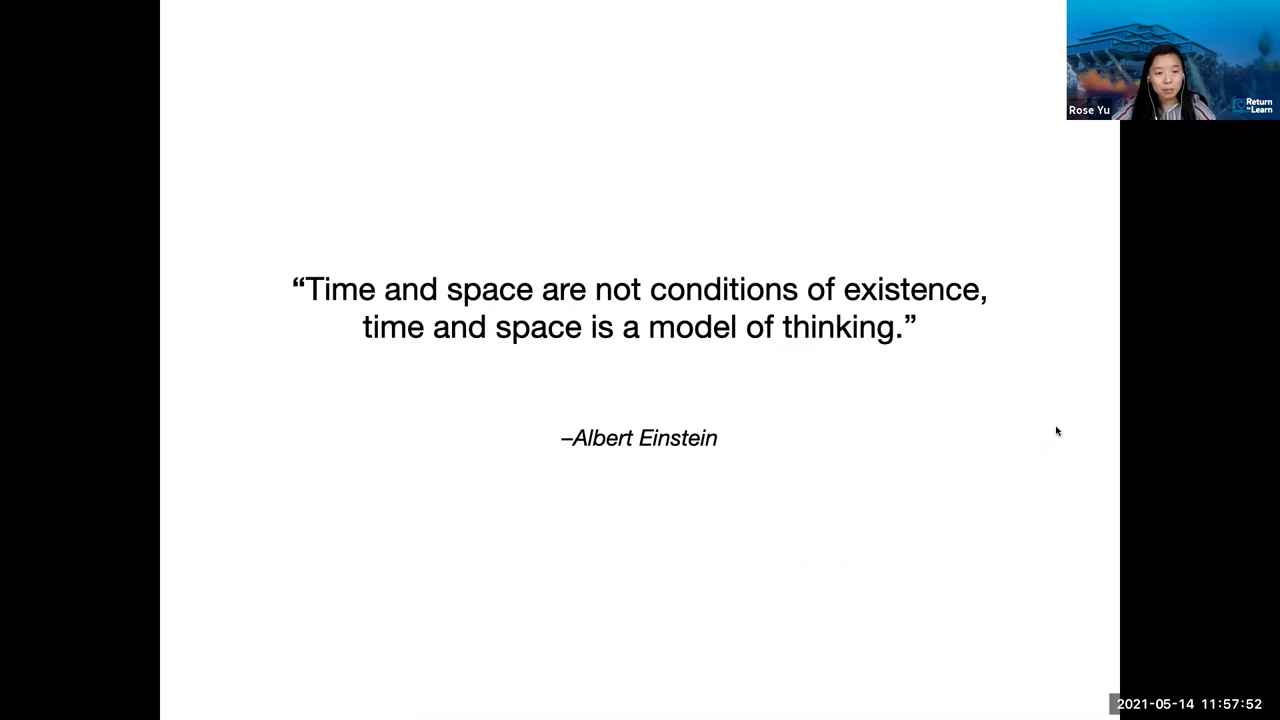 Return
to Learn
Rose Yu
“Time and space are not conditions of existence,
time and space is a model of thinking.”
–Albert Einstein
2021-05-14 11:57:52